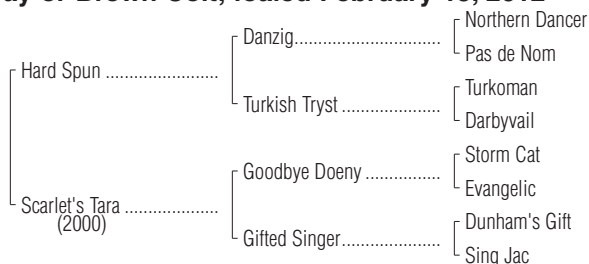 Northern Dancer
Danzig..............................
Pas de Nom
Hard Spun .......................
Turkoman
Turkish Tryst .....................
Darbyvail
Storm Cat
Goodbye Doeny ................
Evangelic
Scarlet's Tara ....................
(2000)
Dunham's Gift
Gifted Singer.....................
Sing Jac